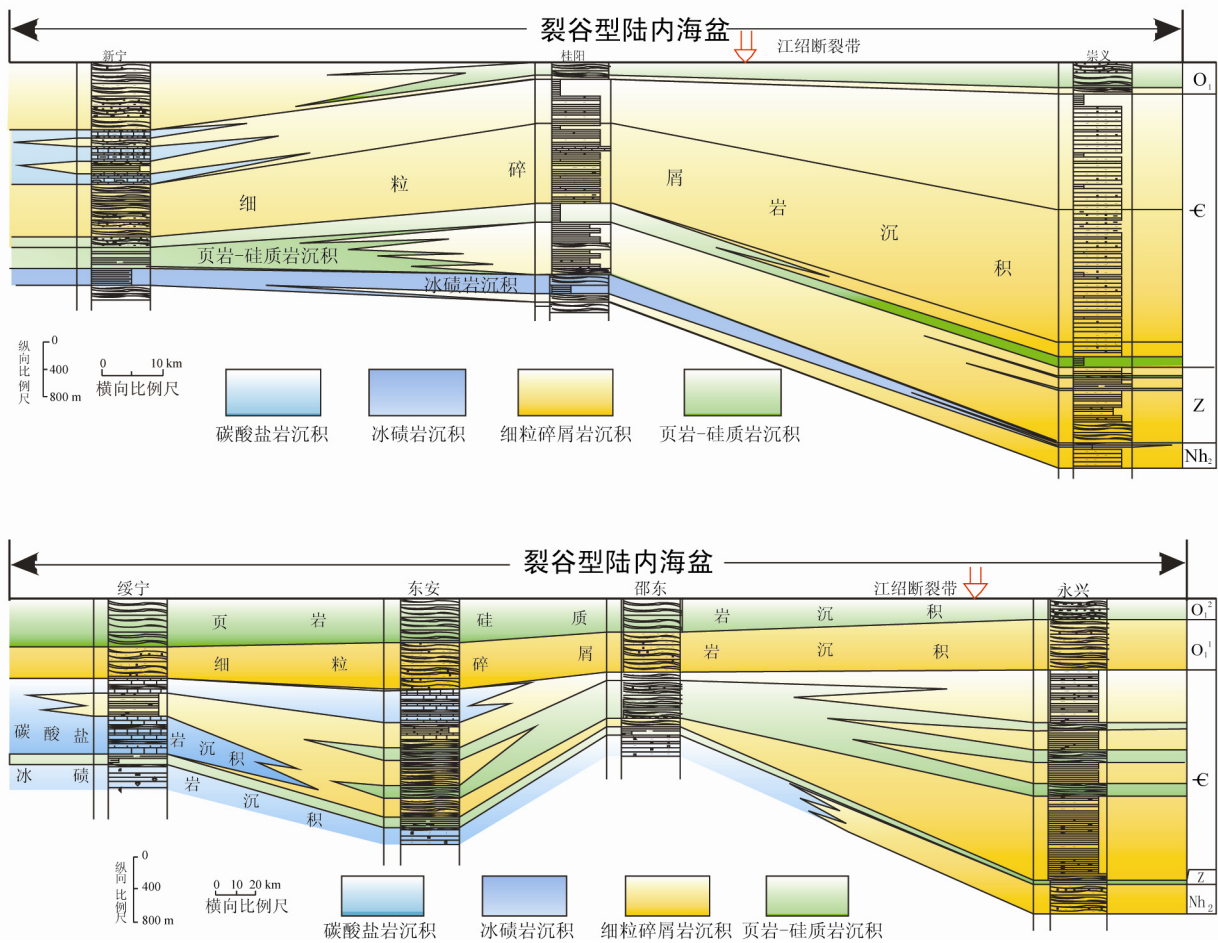 裂谷型陆内海盆
江绍断裂带
新宁
桂阳
崇义
O₁
细 粒 碎 屑 岩 沉 积
Є
页岩-硅质岩沉积
冰碛岩沉积
Z
Nh₂
纵向比例尺
0
400
800 m
0 10 km
横向比例尺
碳酸盐岩沉积
冰碛岩沉积
细粒碎屑岩沉积
页岩-硅质岩沉积
裂谷型陆内海盆
江绍断裂带
绥宁
东安
邵东
永兴
页 岩 硅 质 岩 沉 积
O₁²
细 粒 碎 屑 岩 沉 积
O₁¹
碳 酸 盐 岩 沉 积
Є
冰 碛 岩 沉 积
Z
Nh₂
纵向比例尺
0
400
800 m
0 10 20 km
横向比例尺
碳酸盐岩沉积
冰碛岩沉积
细粒碎屑岩沉积
页岩-硅质岩沉积